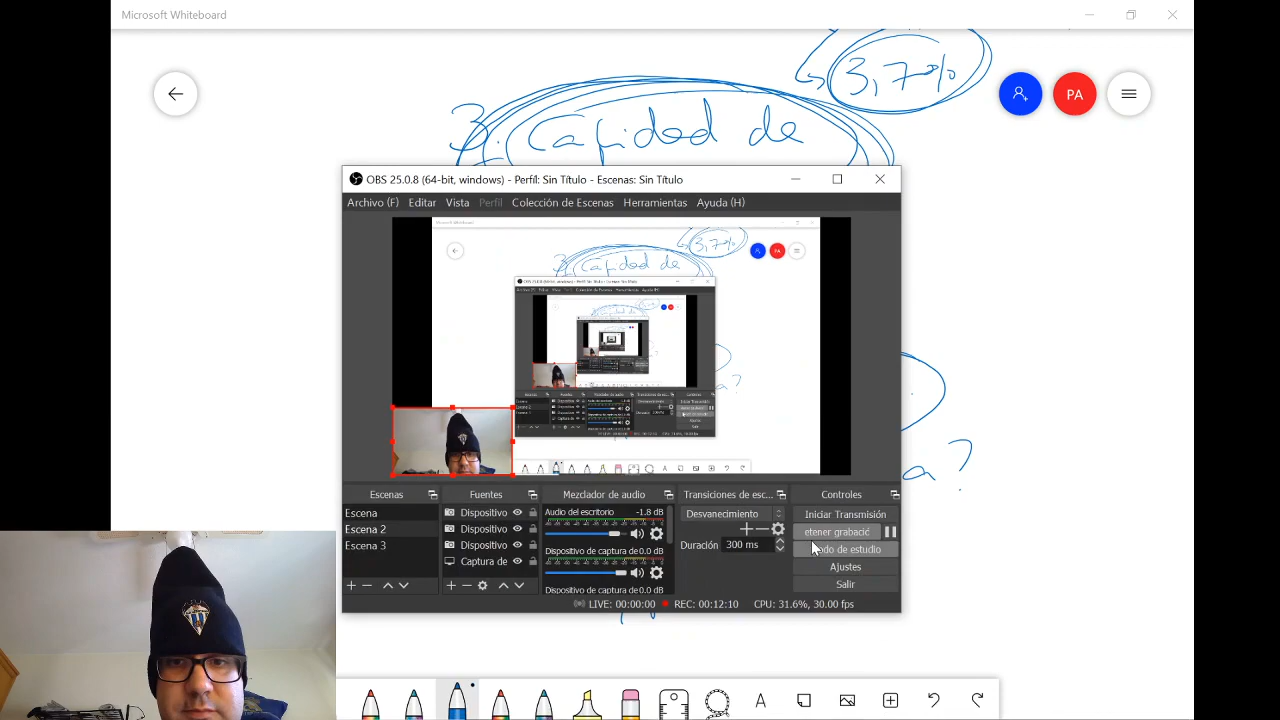 Microsoft Whiteboard
3,7%
3. Cantidad de
PA
OBS 25.0.8 (64-bit, windows) - Perfil: Sin Título - Escenas: Sin Título
Archivo (F) Editar Vista Perfil Colección de Escenas Herramientas Ayuda (H)
3,7%
PA
Escenas Fuentes Mezclador de audio Transiciones de esc... Controles
Escena Dispositivo Audio del escritorio -1.8 dB Desvanecimiento Iniciar Transmisión
Escena 2 Dispositivo etener grabació
Escena 3 Dispositivo Dispositivo de captura de 0.0 dB Duración 300 ms odo de estudio
Captura de Ajustes
Dispositivo de captura de 0.0 dB Salir
LIVE: 00:00:00 REC: 00:12:10 CPU: 31.6%, 30.00 fps
a?
A